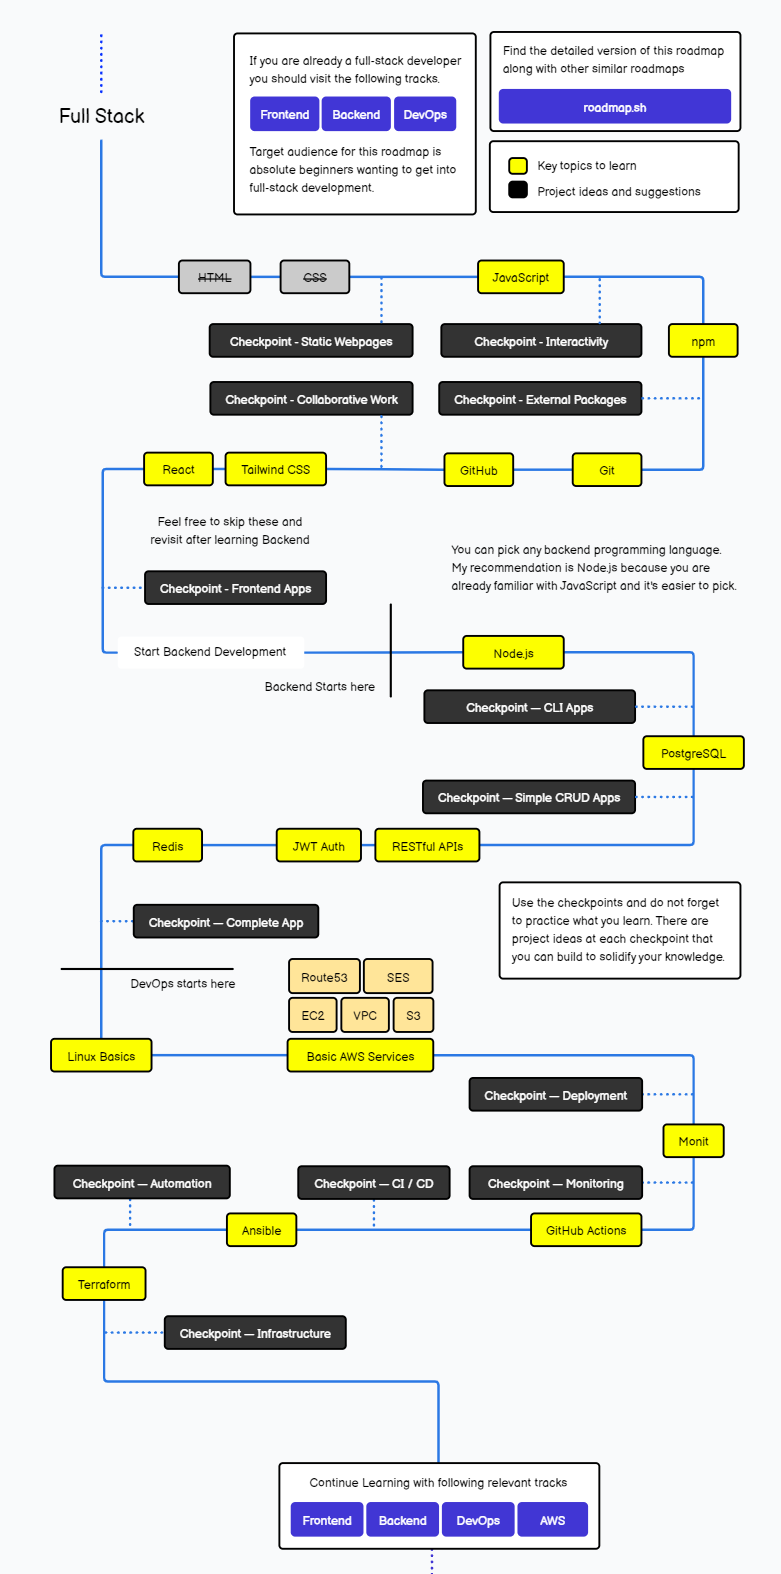 Full Stack
If you are already a full-stack developer
you should visit the following tracks.
Frontend
Backend
DevOps
Target audience for this roadmap is
absolute beginners wanting to get into
full-stack development.
Find the detailed version of this roadmap
along with other similar roadmaps
roadmap.sh
Key topics to learn
Project ideas and suggestions
HTML
CSS
JavaScript
Checkpoint - Static Webpages
Checkpoint - Interactivity
npm
Checkpoint - Collaborative Work
Checkpoint - External Packages
React
Tailwind CSS
GitHub
Git
Feel free to skip these and
revisit after learning Backend
You can pick any backend programming language.
My recommendation is Node.js because you are
already familiar with JavaScript and it's easier to pick.
Checkpoint - Frontend Apps
Start Backend Development
Node.js
Backend Starts here
Checkpoint — CLI Apps
PostgreSQL
Checkpoint — Simple CRUD Apps
Redis
JWT Auth
RESTful APIs
Use the checkpoints and do not forget
to practice what you learn. There are
project ideas at each checkpoint that
you can build to solidify your knowledge.
Checkpoint — Complete App
DevOps starts here
Route53
SES
EC2
VPC
S3
Linux Basics
Basic AWS Services
Checkpoint — Deployment
Monit
Checkpoint — Automation
Checkpoint — CI / CD
Checkpoint — Monitoring
Ansible
GitHub Actions
Terraform
Checkpoint — Infrastructure
Continue Learning with following relevant tracks
Frontend
Backend
DevOps
AWS